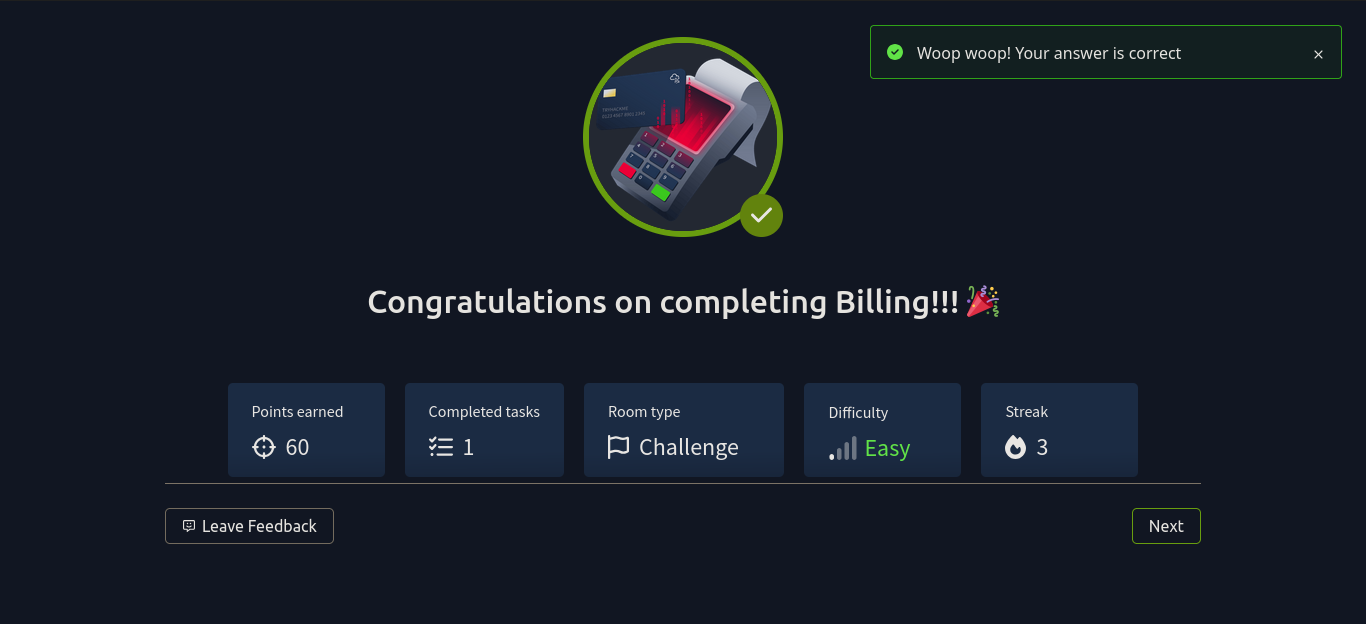 Woop woop! Your answer is correct
Congratulations on completing Billing!!! 🎉
Points earned
60
Completed tasks
1
Room type
Challenge
Difficulty
Easy
Streak
3
Leave Feedback
Next